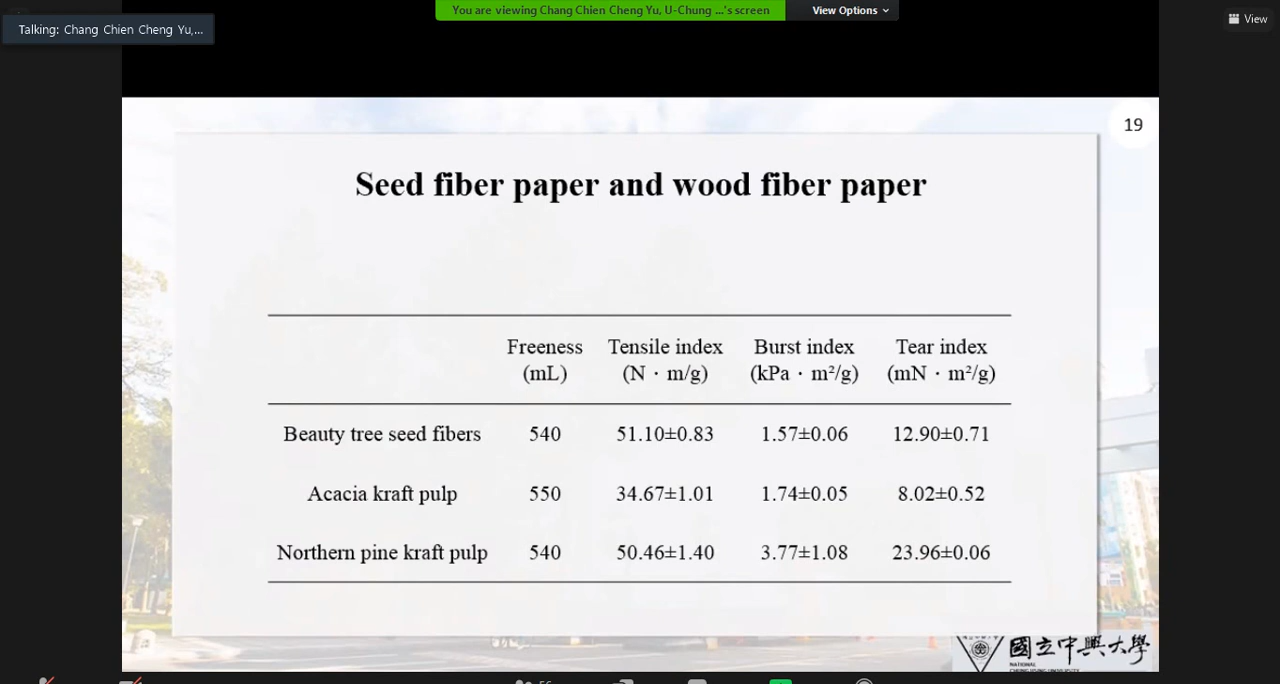 You are viewing Chang Chien Cheng Yu, U-Chung ...'s screen
View Options
View
Talking: Chang Chien Cheng Yu,...
19
Seed fiber paper and wood fiber paper
Freeness (mL) Tensile index (N・m/g) Burst index (kPa・m²/g) Tear index (mN・m²/g)
Beauty tree seed fibers 540 51.10±0.83 1.57±0.06 12.90±0.71
Acacia kraft pulp 550 34.67±1.01 1.74±0.05 8.02±0.52
Northern pine kraft pulp 540 50.46±1.40 3.77±1.08 23.96±0.06
國立中興大學
NATIONAL